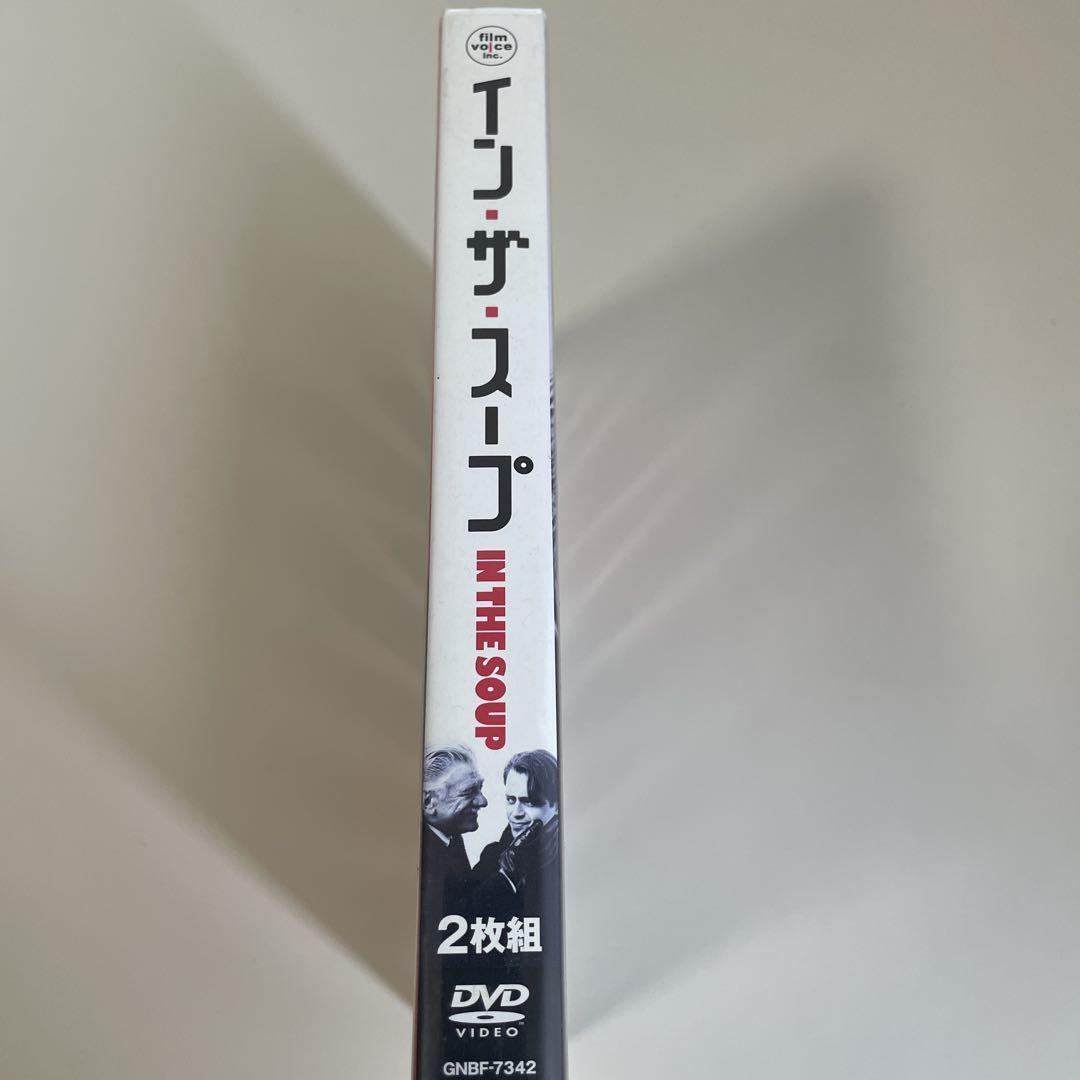 film
voice
inc.
イン・ザ・スープ
IN THE SOUP
2枚組
DVD
VIDEO
GNBF-7342